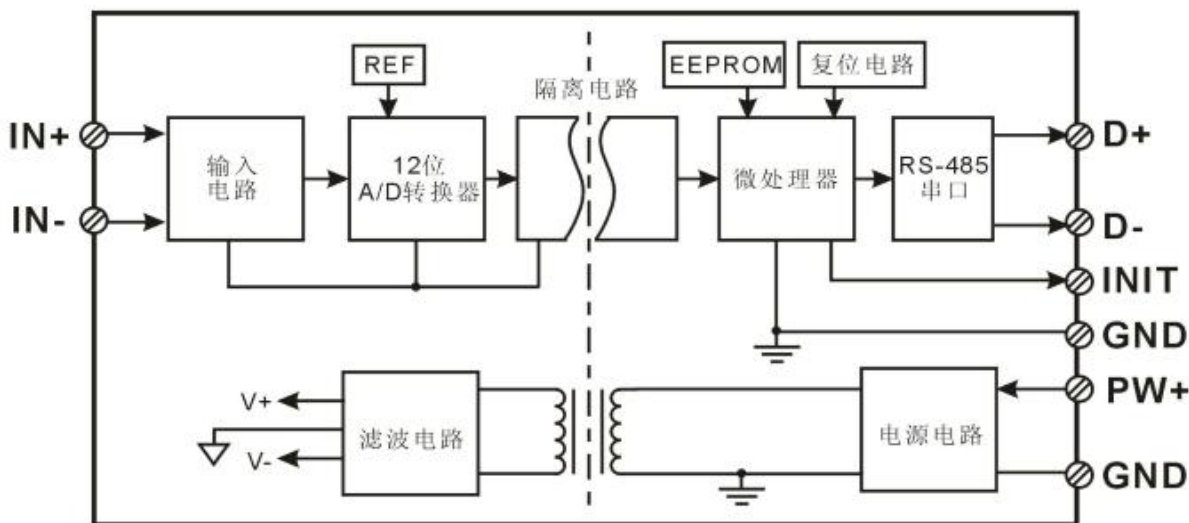 REF
隔离电路
EEPROM
复位电路
IN+
IN-
输入
电路
12位
A/D转换器
微处理器
RS-485
串口
D+
D-
INIT
GND
V+
V-
滤波电路
电源电路
PW+
GND